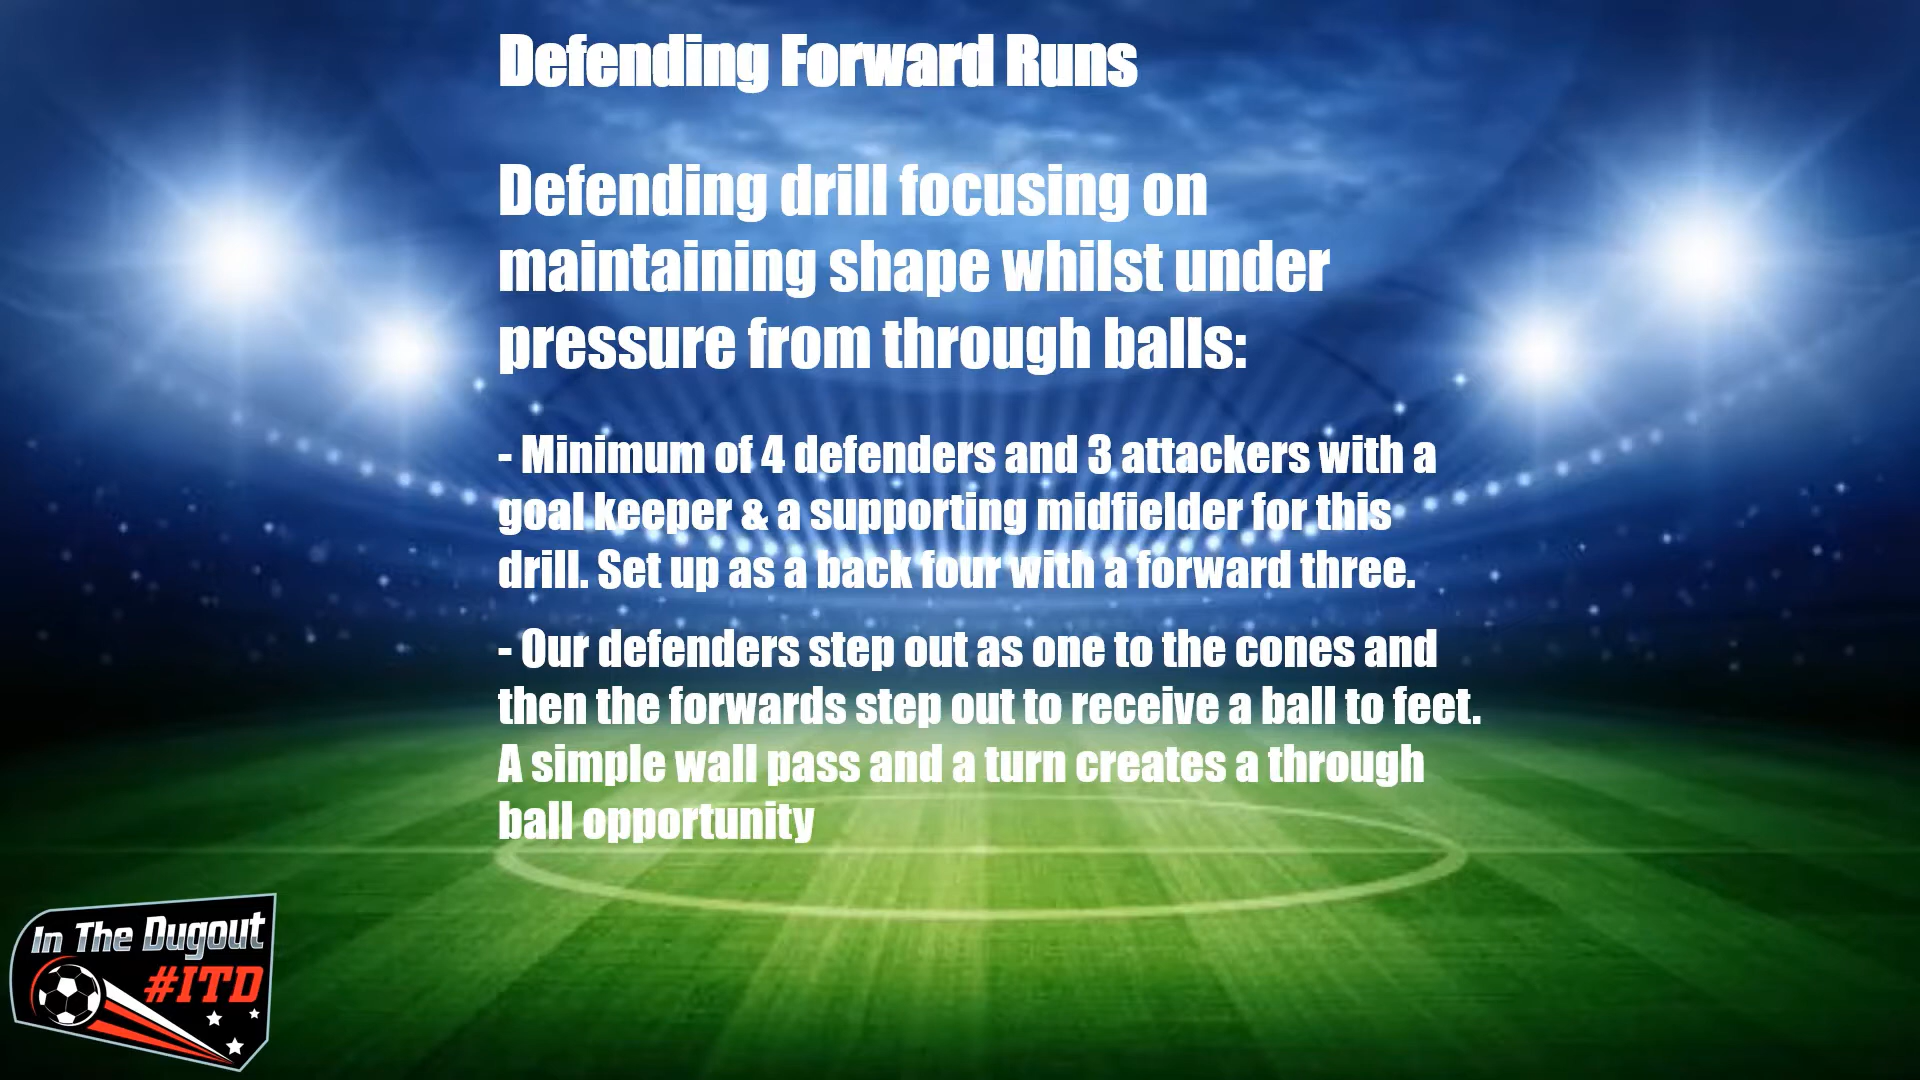 Defending Forward Runs
Defending drill focusing on
maintaining shape whilst under
pressure from through balls:
- Minimum of 4 defenders and 3 attackers with a
goal keeper & a supporting midfielder for this
drill. Set up as a back four with a forward three.
- Our defenders step out as one to the cones and
then the forwards step out to receive a ball to feet.
A simple wall pass and a turn creates a through
ball opportunity
In The Dugout
#ITD